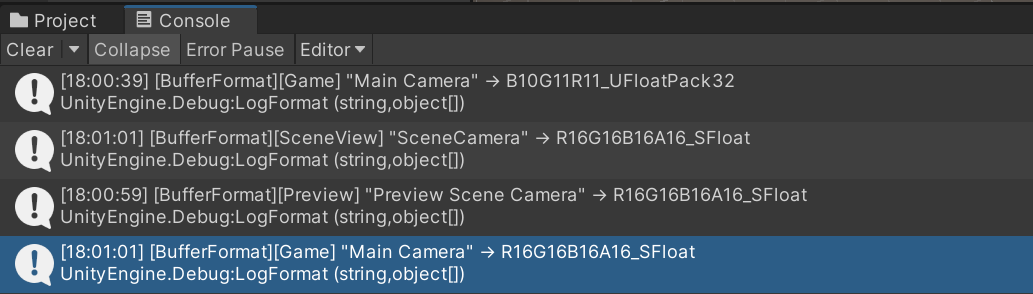 Project
Console
Clear
Collapse
Error Pause
Editor
[18:00:39] [BufferFormat][Game] "Main Camera" → B10G11R11_UFloatPack32
UnityEngine.Debug:LogFormat (string,object[])
[18:01:01] [BufferFormat][SceneView] "SceneCamera" → R16G16B16A16_SFloat
UnityEngine.Debug:LogFormat (string,object[])
[18:00:59] [BufferFormat][Preview] "Preview Scene Camera" → R16G16B16A16_SFloat
UnityEngine.Debug:LogFormat (string,object[])
[18:01:01] [BufferFormat][Game] "Main Camera" → R16G16B16A16_SFloat
UnityEngine.Debug:LogFormat (string,object[])